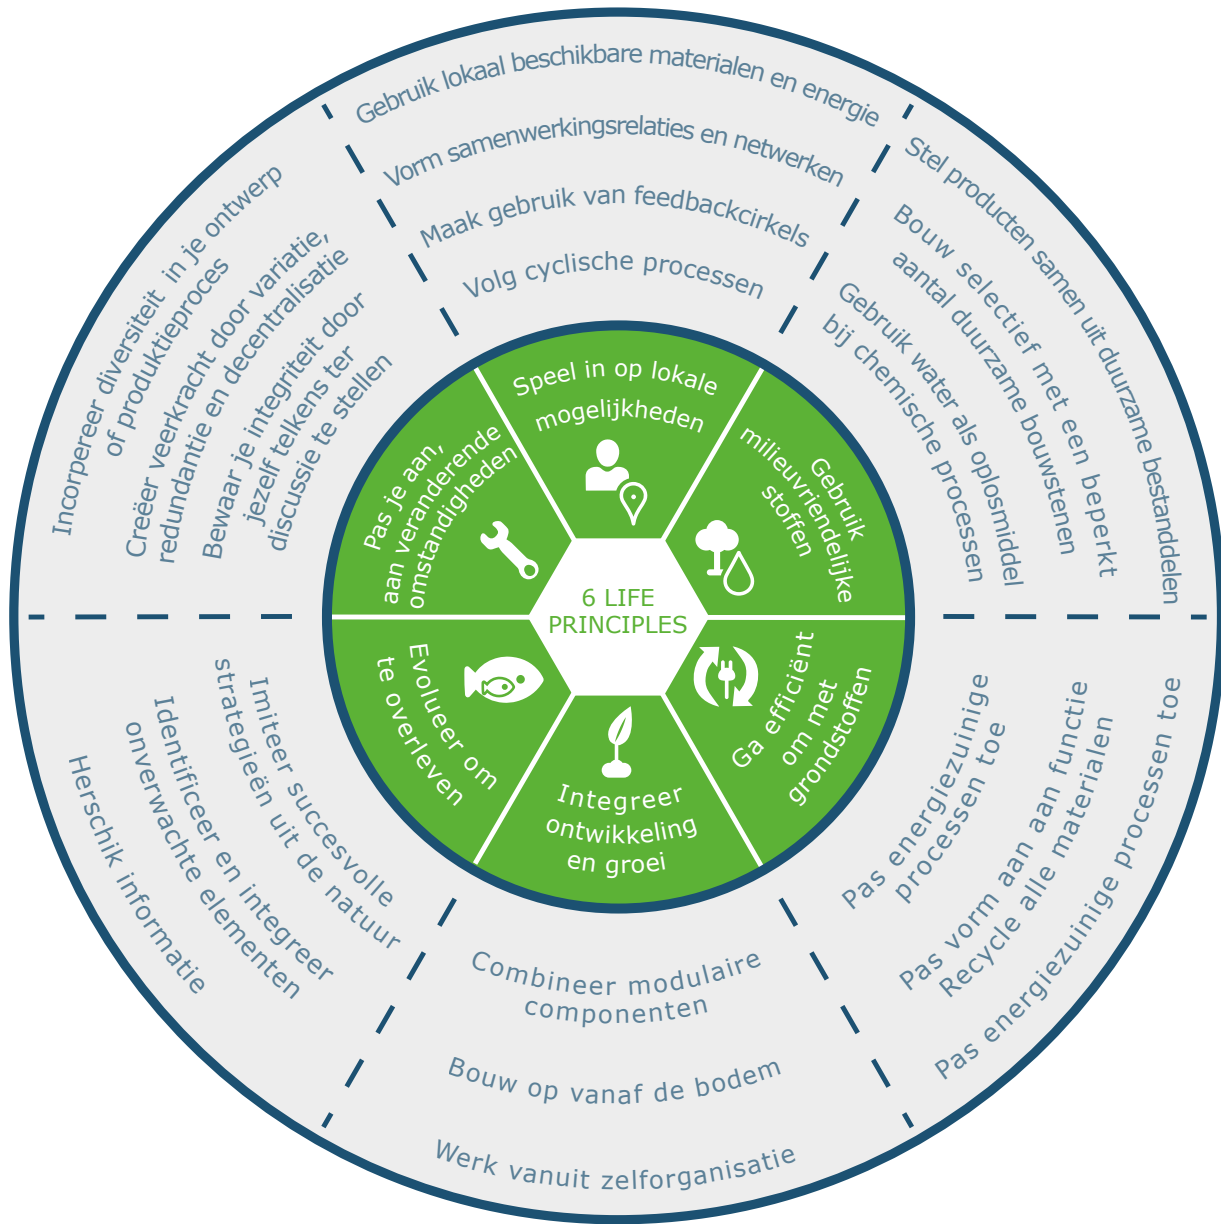 6 LIFE
PRINCIPLES
Speel in op lokale
mogelijkheden
Gebruik lokaal beschikbare materialen en energie
Vorm samenwerkingsrelaties en netwerken
Maak gebruik van feedbackcirkels
Volg cyclische processen
Gebruik
milieuvriendelijke
stoffen
Stel producten samen uit duurzame bestanddelen
Bouw selectief met een beperkt
aantal duurzame bouwstenen
Gebruik water als oplosmiddel
bij chemische processen
Ga efficiënt
om met
grondstoffen
Pas energiezuinige
processen toe
Pas vorm aan aan functie
Recycle alle materialen
Pas energiezuinige processen toe
Integreer
ontwikkeling
en groei
Combineer modulaire
componenten
Bouw op vanaf de bodem
Werk vanuit zelforganisatie
Evolueer om
te overleven
Imiteer succesvolle
strategieën uit de natuur
Identificeer en integreer
onverwachte elementen
Herschik informatie
Pas je aan,
aan veranderende
omstandigheden
Incorpereer diversiteit in je ontwerp
of produktieproces
Creëer veerkracht door variatie,
redundantie en decentralisatie
Bewaar je integriteit door
jezelf telkens ter
discussie te stellen